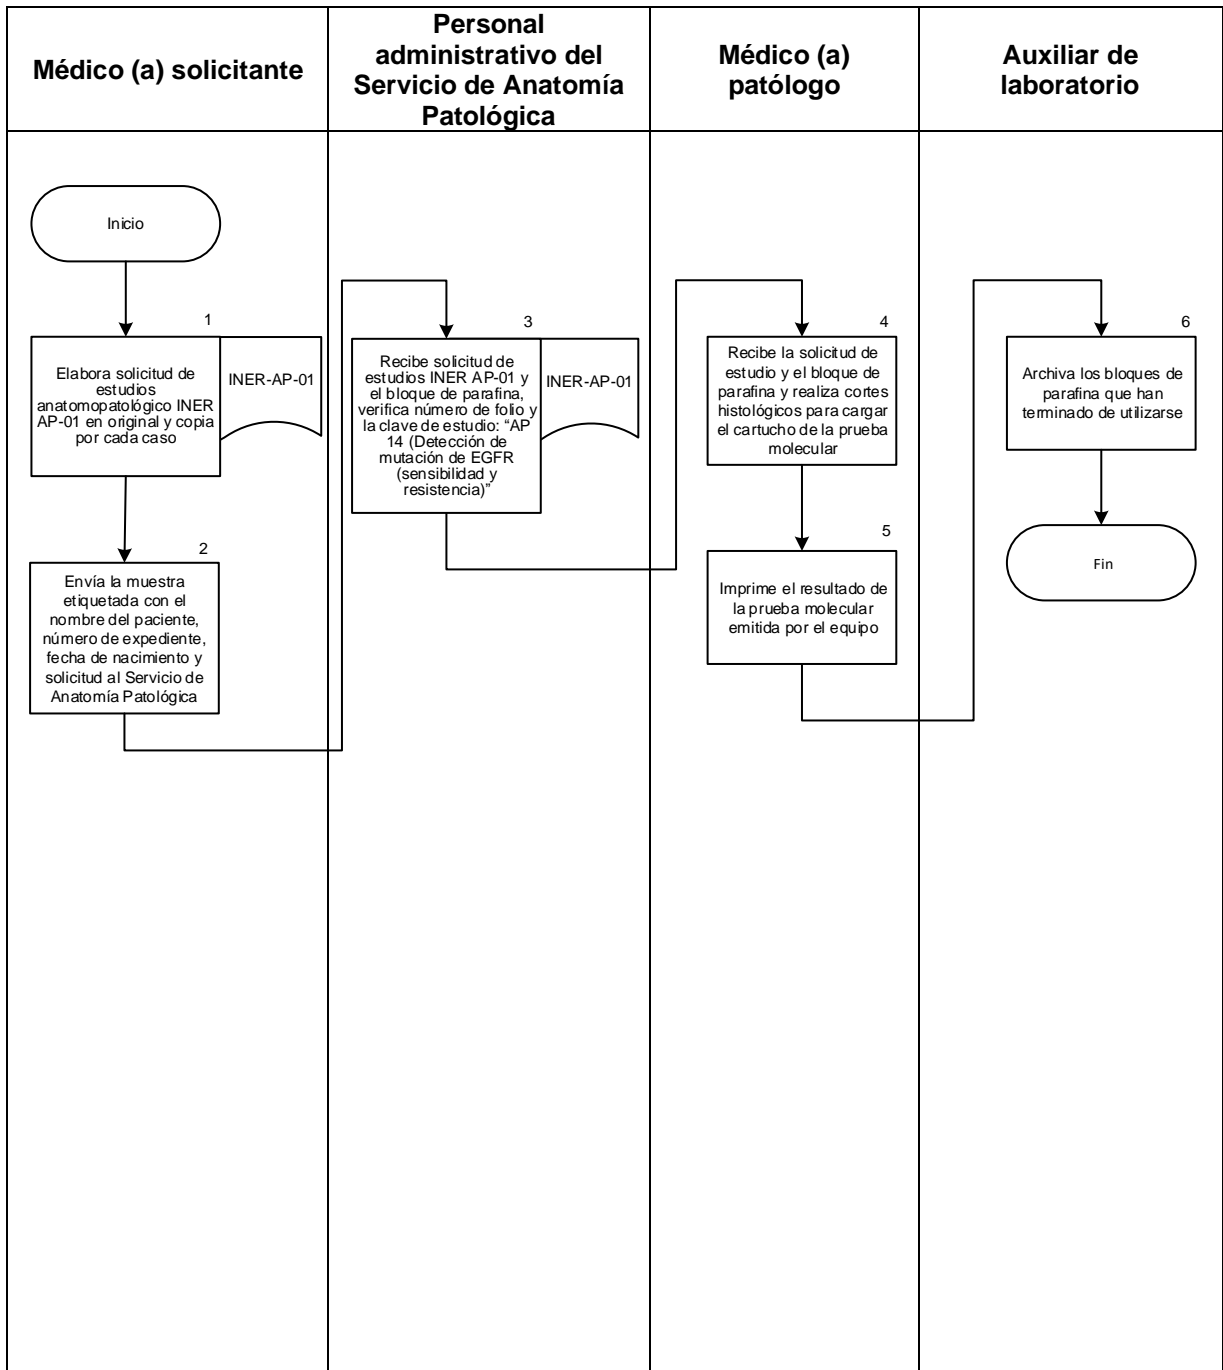 Médico (a) solicitante
Personal
administrativo del
Servicio de Anatomía
Patológica
Médico (a)
patólogo
Auxiliar de
laboratorio
Inicio
1
Elabora solicitud de
estudios
anatomopatológico INER
AP-01 en original y copia
por cada caso
INER-AP-01
2
Envía la muestra
etiquetada con el
nombre del paciente,
número de expediente,
fecha de nacimiento y
solicitud al Servicio de
Anatomía Patológica
3
Recibe solicitud de
estudios INER AP-01 y
el bloque de parafina,
verifica número de folio y
la clave de estudio: “AP
14 (Detección de
mutación de EGFR
(sensibilidad y
resistencia)”
INER-AP-01
4
Recibe la solicitud de
estudio y el bloque de
parafina y realiza cortes
histológicos para cargar
el cartucho de la prueba
molecular
5
Imprime el resultado de
la prueba molecular
emitida por el equipo
6
Archiva los bloques de
parafina que han
terminado de utilizarse
Fin